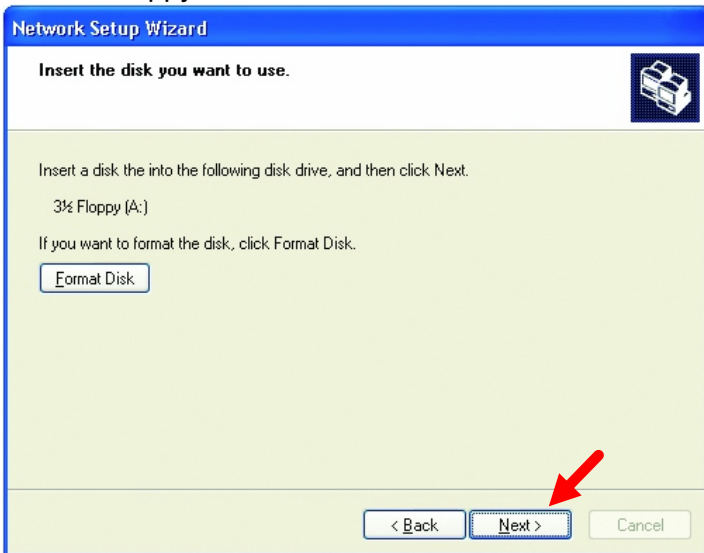 Network Setup Wizard
Insert the disk you want to use.
Insert a disk the into the following disk drive, and then click Next.
3½ Floppy (A:)
If you want to format the disk, click Format Disk.
Format Disk
< Back Next > Cancel